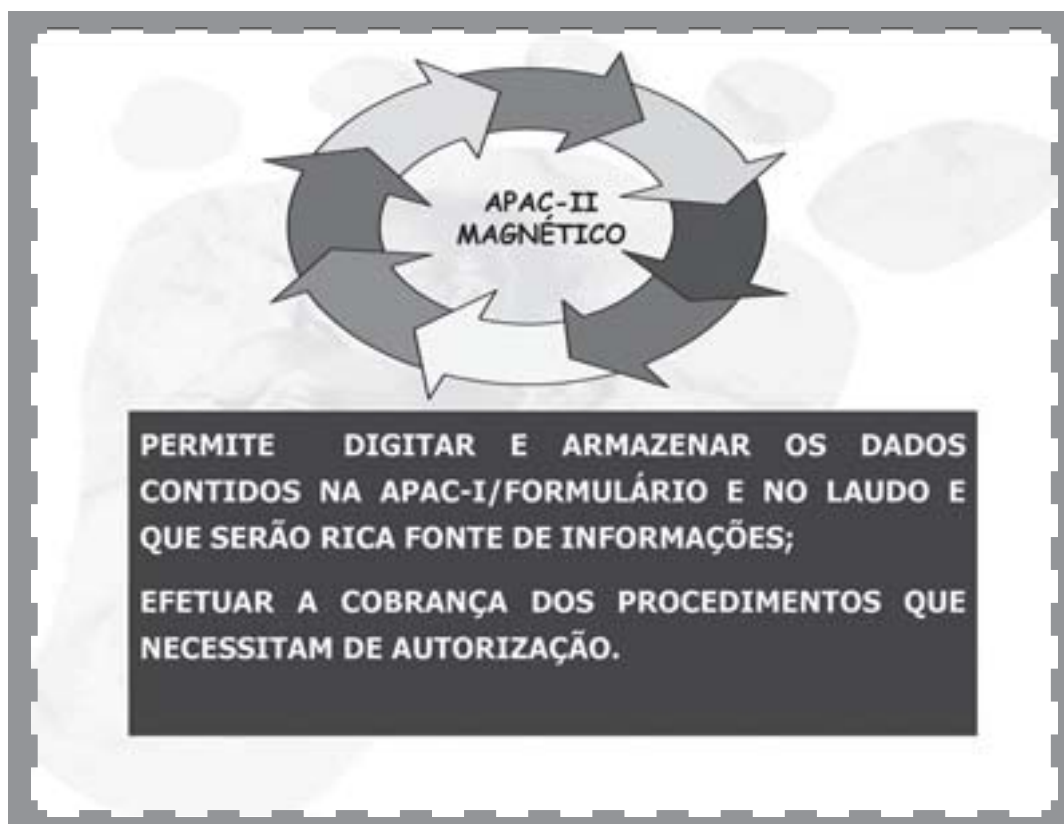 APAC-II
MAGNÉTICO
PERMITE DIGITAR E ARMAZENAR OS DADOS
CONTIDOS NA APAC-I/FORMULÁRIO E NO LAUDO E
QUE SERÃO RICA FONTE DE INFORMAÇÕES;
EFETUAR A COBRANÇA DOS PROCEDIMENTOS QUE
NECESSITAM DE AUTORIZAÇÃO.